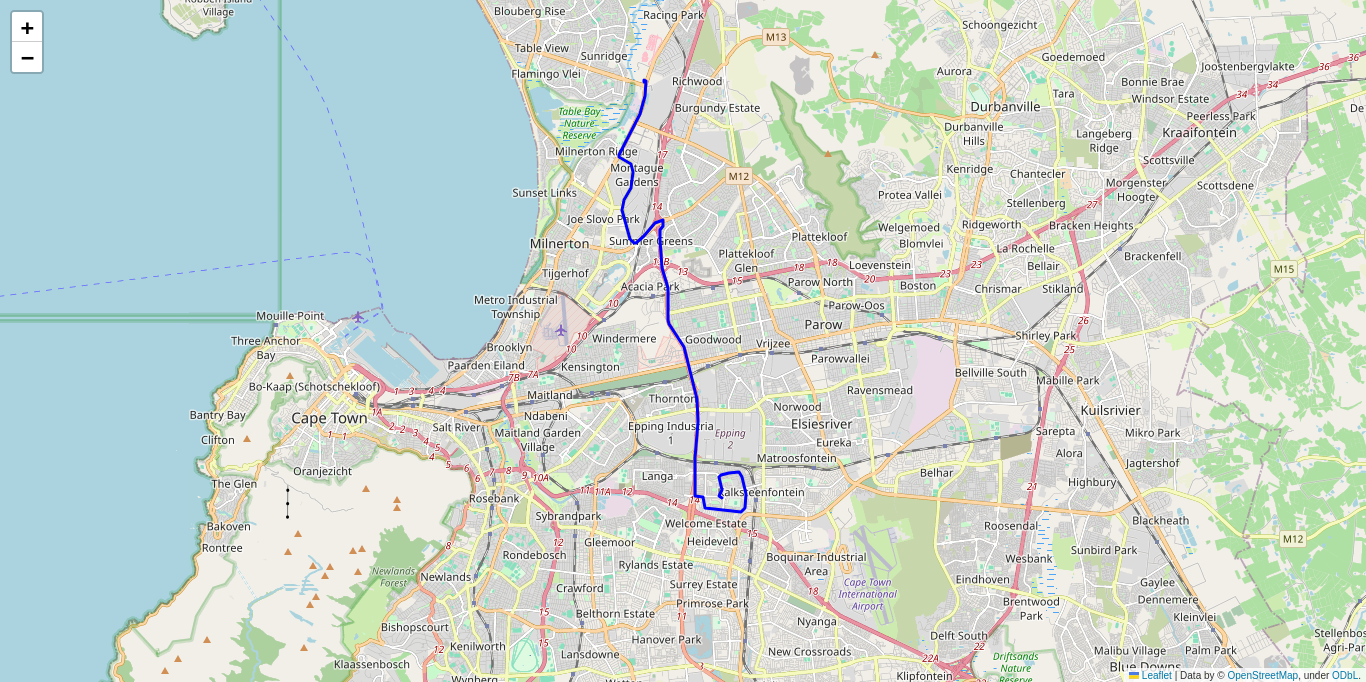 +
−
Robben Island
Village
Blouberg Rise
Racing Park
M13
Schoongezicht
Table View
Sunridge
Goedemoed
Joostenbergvlakte
36
36
Flamingo Vlei
Richwood
Aurora
Bonnie Brae
34
34
Tara
Windsor Estate
Table Bay
Nature
Reserve
Burgundy Estate
Durbanville
Peerless Park
De
Durbanville
Hills
Langeberg
Ridge
Kraaifontein
Milnerton Ridge
17
Scottsville
Montague
Gardens
M12
Kenridge
Chantecler
Morgenster
Hoogte
Scottsdene
Sunset Links
Protea Vallei
Stellenberg
27
14
Joe Slovo Park
Welgemoed
Ridgeworth
Bracken Heights
Milnerton
Summer Greens
Plattekloof
Blomvlei
La Rochelle
Brackenfell
Plattekloof
Glen
Tijgerhof
13B
13
15
18
18
20
Loevenstein
23
23
Bellair
M15
Acacia Park
Parow North
Boston
Chrismar
Stikland
Metro Industrial
Township
10
Parow-Oos
Mouille Point
26
Three Anchor
Bay
Brooklyn
10
10
Windermere
Goodwood
Vrijzee
Parow
Shirley Park
25
Paarden Eiland
Kensington
Parowvallei
7B
7A
Bellville South
Mabille Park
Bo-Kaap (Schotschekloof)
1
3
4
4
Maitland
Thornton
Ravensmead
Bantry Bay
Cape Town
1A
Ndabeni
Norwood
Kuilsrivier
Clifton
1
1
2
3
4
5
Salt River
Maitland Garden
Village
Epping Industria
1
Epping
2
Elsiesriver
Eureka
Sarepta
Mikro Park
Oranjezicht
6
7
8
9
Matroosfontein
Alora
Jagtershof
The Glen
10A
11A
12
Langa
Belhar
Highbury
Rosebank
14
14
Kalksteenfontein
Bakoven
Sybrandpark
Welcome Estate
15
Roosendal
Blackheath
Rontree
8
12
Gleemoor
Heideveld
M12
Rondebosch
Rylands Estate
Boquinar Industrial
Area
Wesbank
Sunbird Park
Newlands
Forest
Newlands
Crawford
Surrey Estate
18
Cape Town
International
Airport
Eindhoven
21
Gaylee
Dennemere
Belthorn Estate
Primrose Park
11
Brentwood
Park
Kleinvlei
Bishopscourt
15
Nyanga
Hanover Park
Delft South
Stellenbosch
Agri-Par
12
Kenilworth
Lansdowne
New Crossroads
22A
Malibu Village
Palm Park
Klaassenbosch
Driftsands
Nature
Reserve
Blue Downs
Wynberg
Klipfontein
Leaflet | Data by © OpenStreetMap, under ODbL.